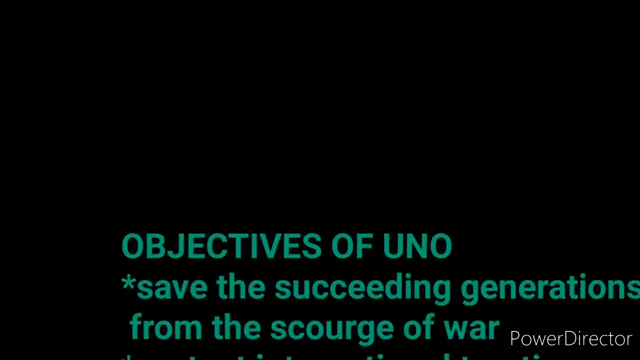 OBJECTIVES OF UNO
*save the succeeding generations
from the scourge of war
PowerDirector